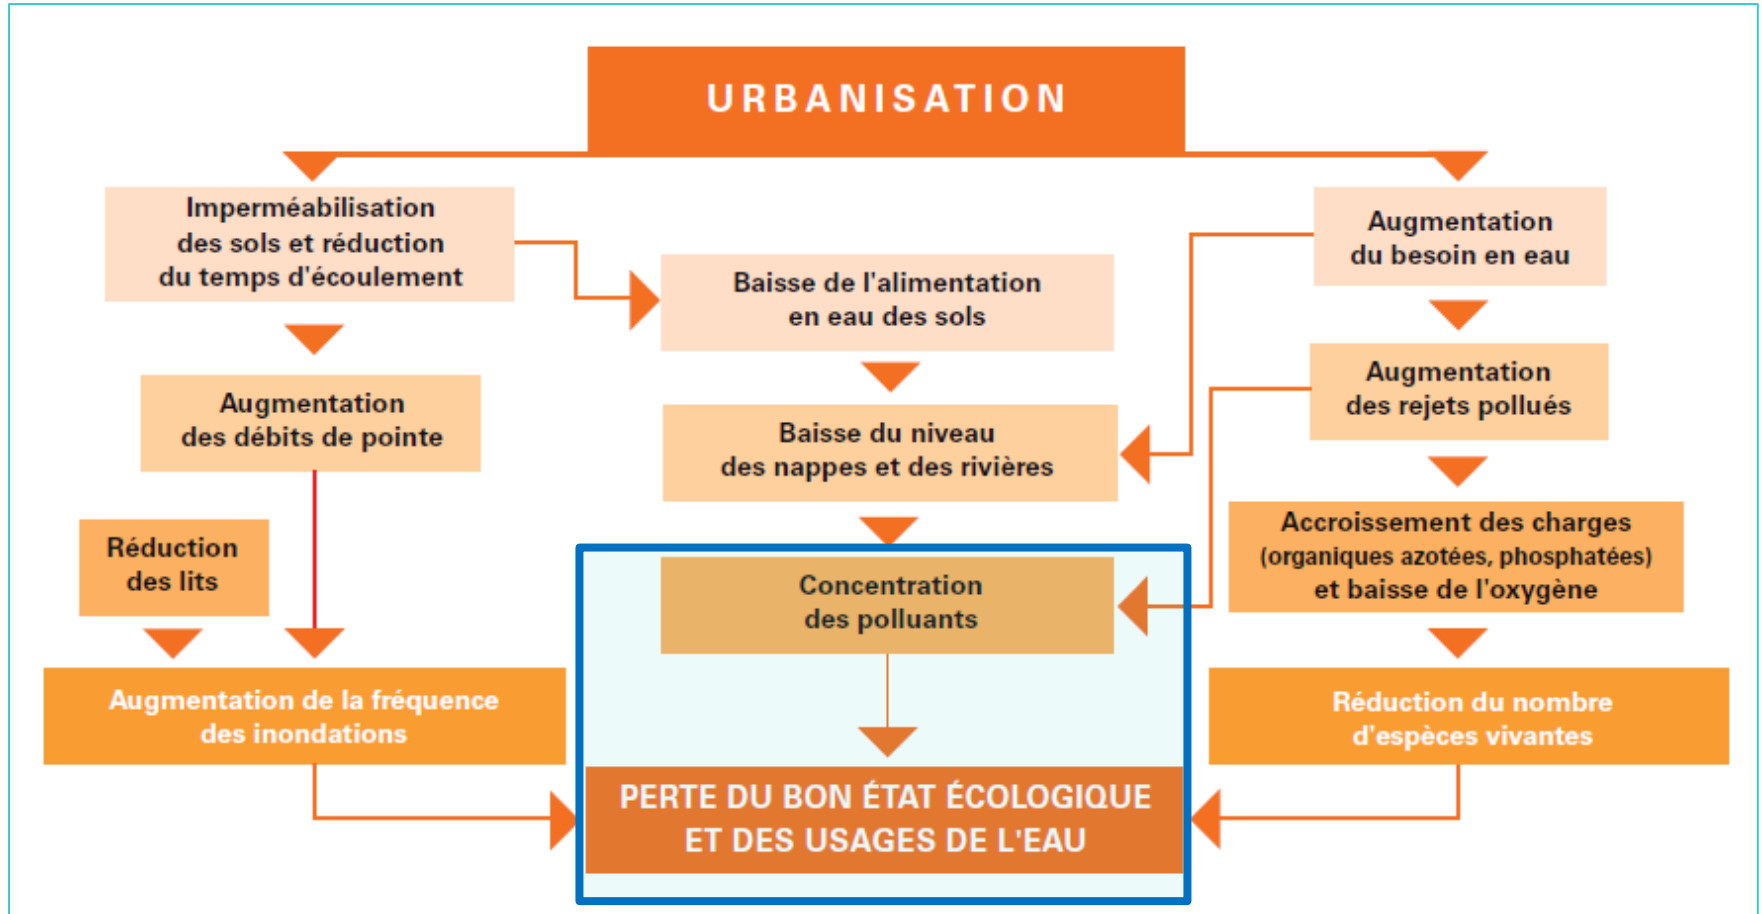 URBANISATION
Imperméabilisation
des sols et réduction
du temps d'écoulement
Augmentation
des débits de pointe
Réduction
des lits
Augmentation de la fréquence
des inondations
Baisse de l'alimentation
en eau des sols
Baisse du niveau
des nappes et des rivières
Concentration
des polluants
PERTE DU BON ÉTAT ÉCOLOGIQUE
ET DES USAGES DE L'EAU
Augmentation
du besoin en eau
Augmentation
des rejets pollués
Accroissement des charges
(organiques azotées, phosphatées)
et baisse de l'oxygène
Réduction du nombre
d'espèces vivantes